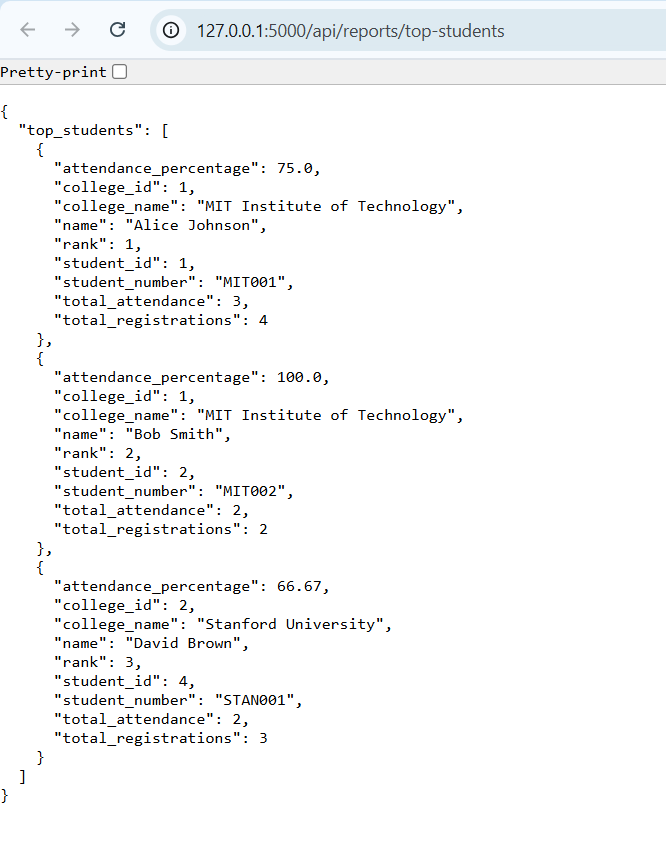 127.0.0.1:5000/api/reports/top-students
Pretty-print
{
  "top_students": [
    {
      "attendance_percentage": 75.0,
      "college_id": 1,
      "college_name": "MIT Institute of Technology",
      "name": "Alice Johnson",
      "rank": 1,
      "student_id": 1,
      "student_number": "MIT001",
      "total_attendance": 3,
      "total_registrations": 4
    },
    {
      "attendance_percentage": 100.0,
      "college_id": 1,
      "college_name": "MIT Institute of Technology",
      "name": "Bob Smith",
      "rank": 2,
      "student_id": 2,
      "student_number": "MIT002",
      "total_attendance": 2,
      "total_registrations": 2
    },
    {
      "attendance_percentage": 66.67,
      "college_id": 2,
      "college_name": "Stanford University",
      "name": "David Brown",
      "rank": 3,
      "student_id": 4,
      "student_number": "STAN001",
      "total_attendance": 2,
      "total_registrations": 3
    }
  ]
}